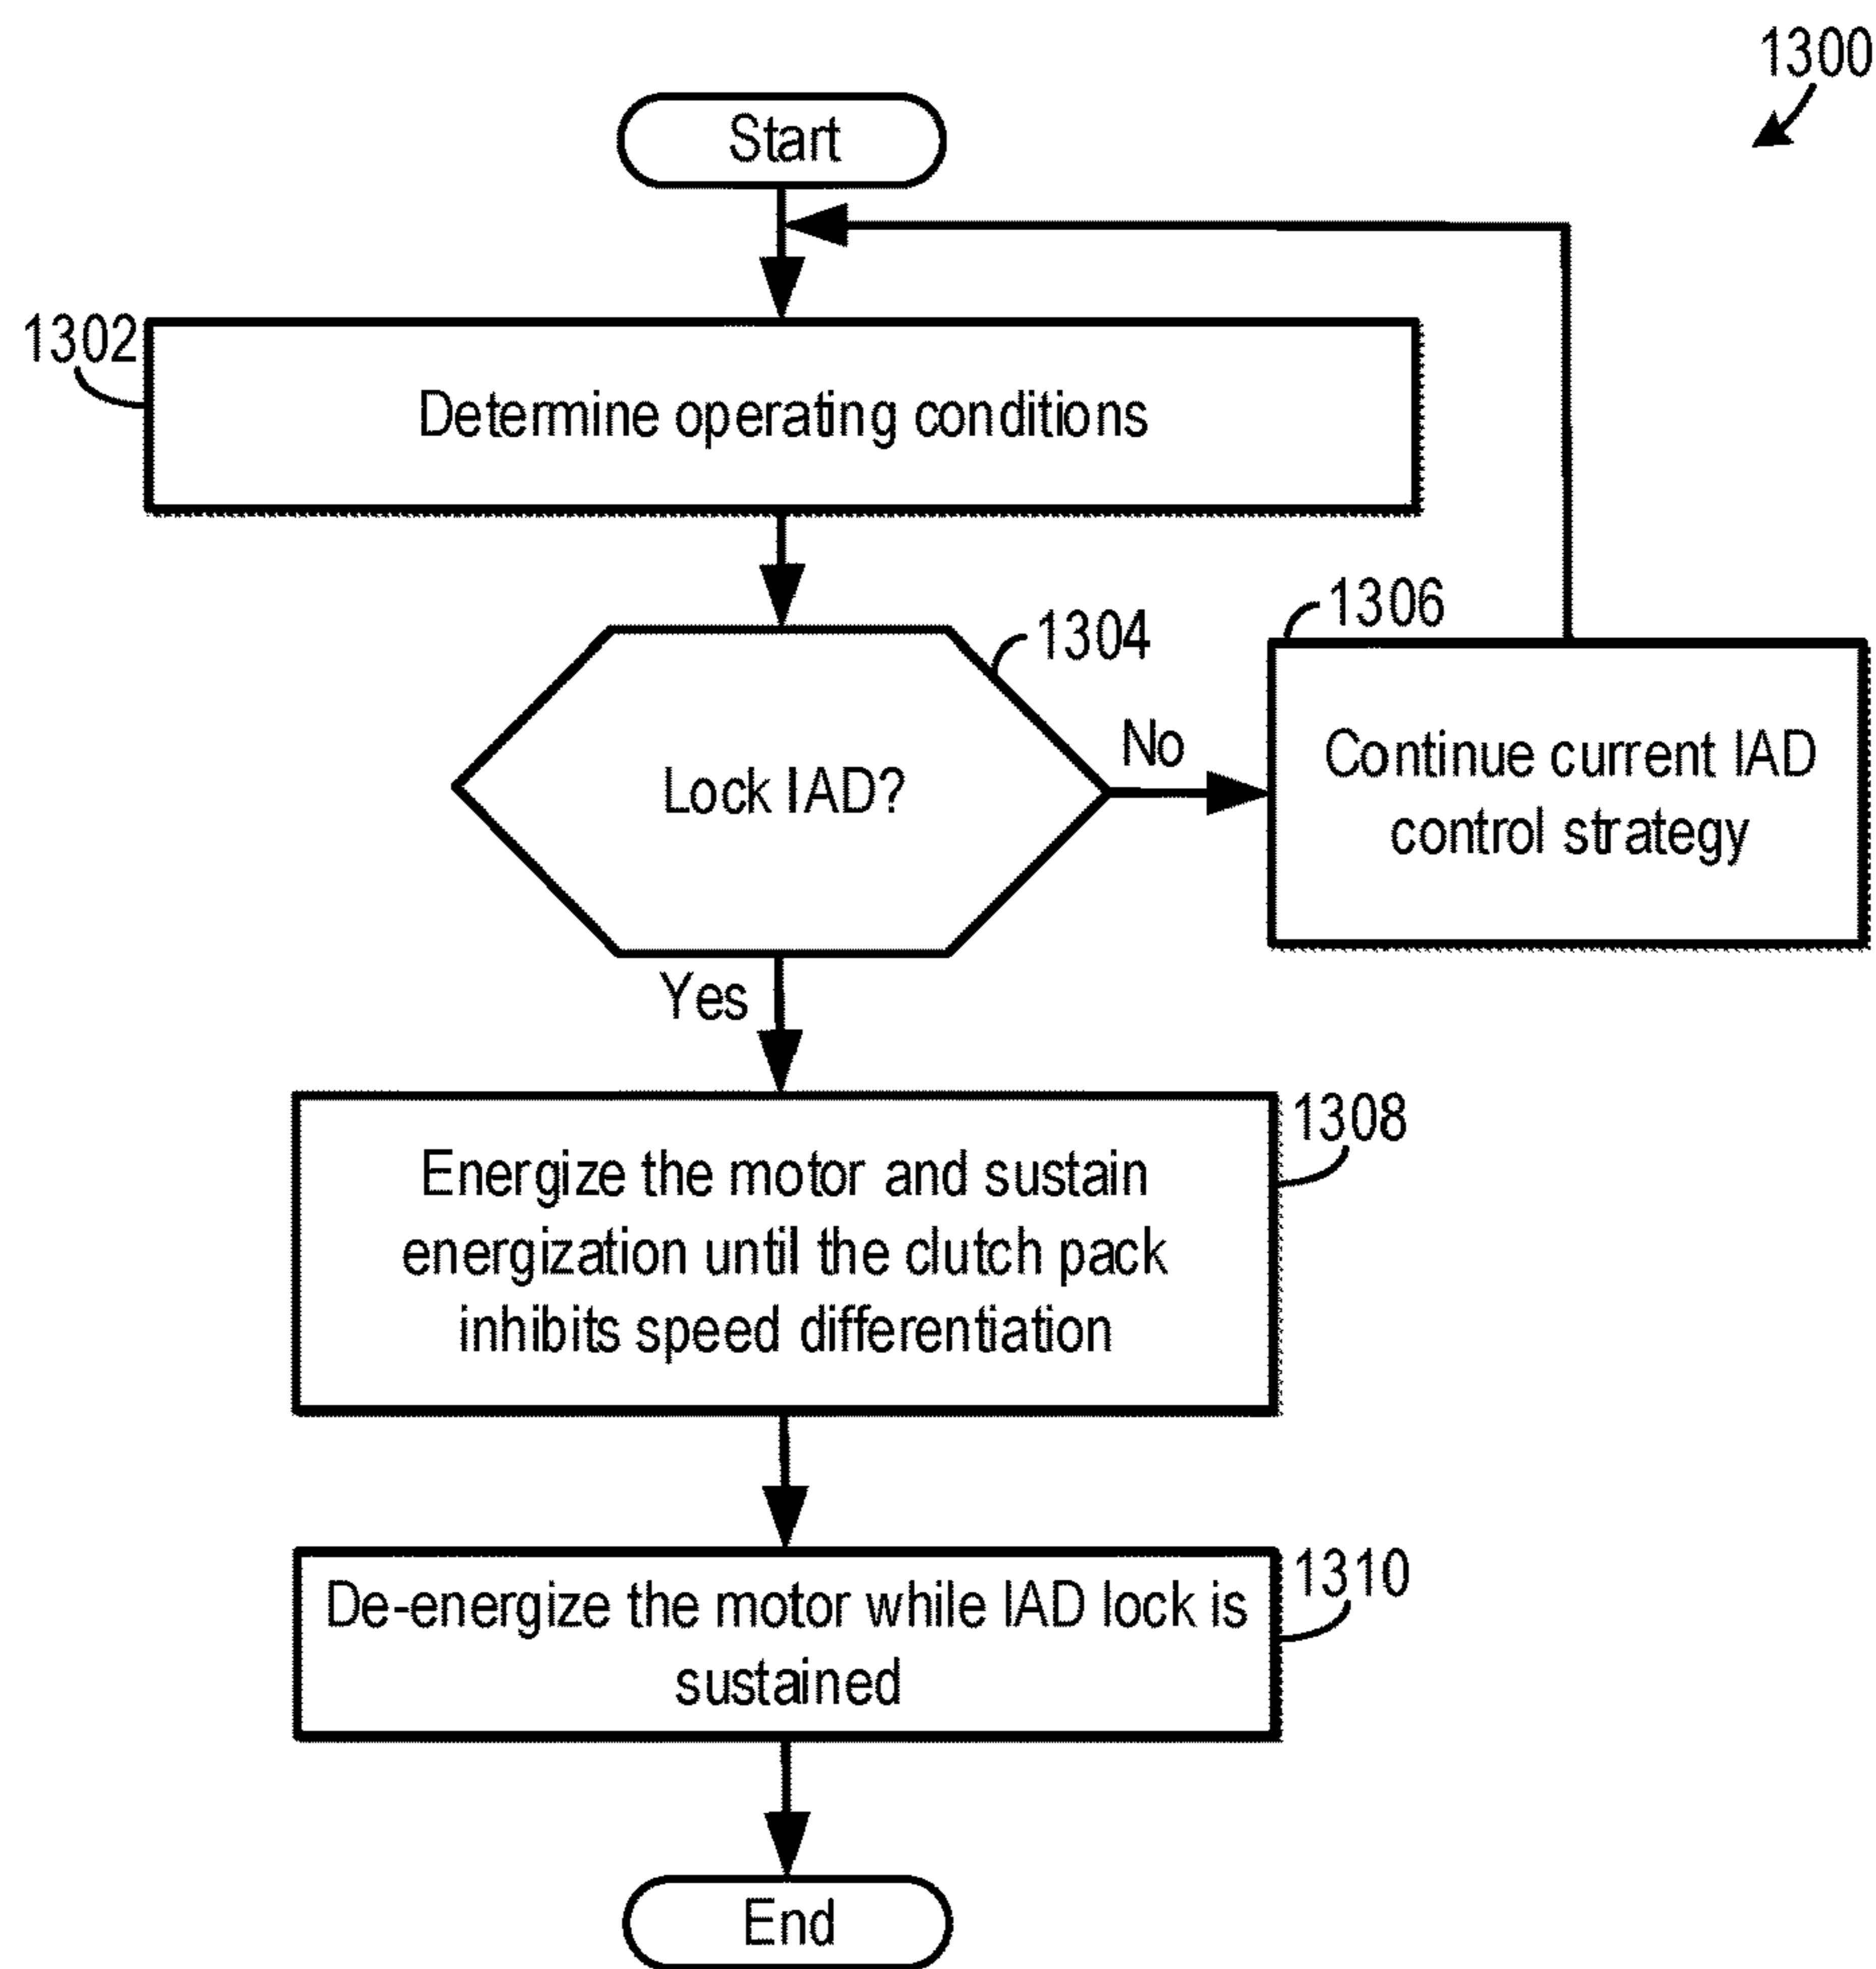 1300
Start
1302
Determine operating conditions
1304
Lock IAD?
No
1306
Continue current IAD
control strategy
Yes
1308
Energize the motor and sustain
energization until the clutch pack
inhibits speed differentiation
1310
De-energize the motor while IAD lock is
sustained
End